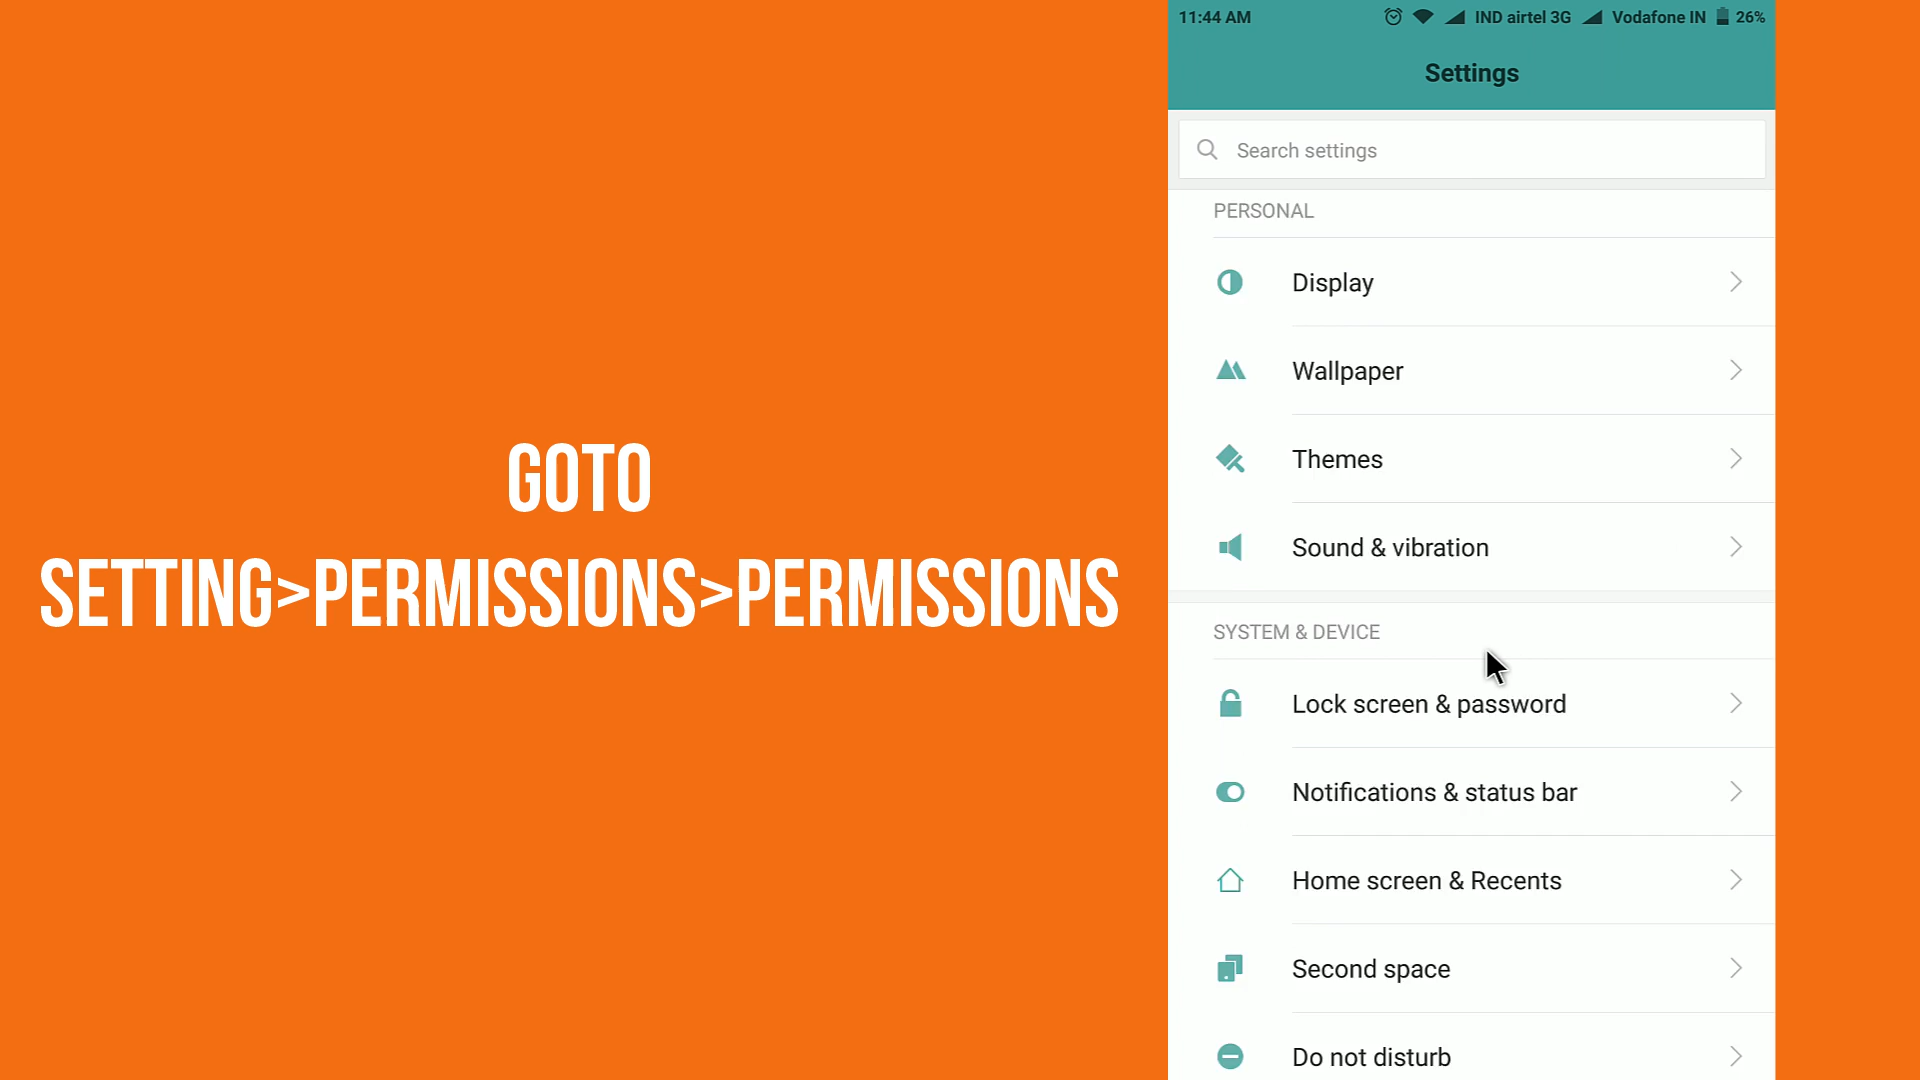 GOTO
SETTING>PERMISSIONS>PERMISSIONS
11:44 AM IND airtel 3G Vodafone IN 26%
Settings
Search settings
PERSONAL
Display
Wallpaper
Themes
Sound & vibration
SYSTEM & DEVICE
Lock screen & password
Notifications & status bar
Home screen & Recents
Second space
Do not disturb